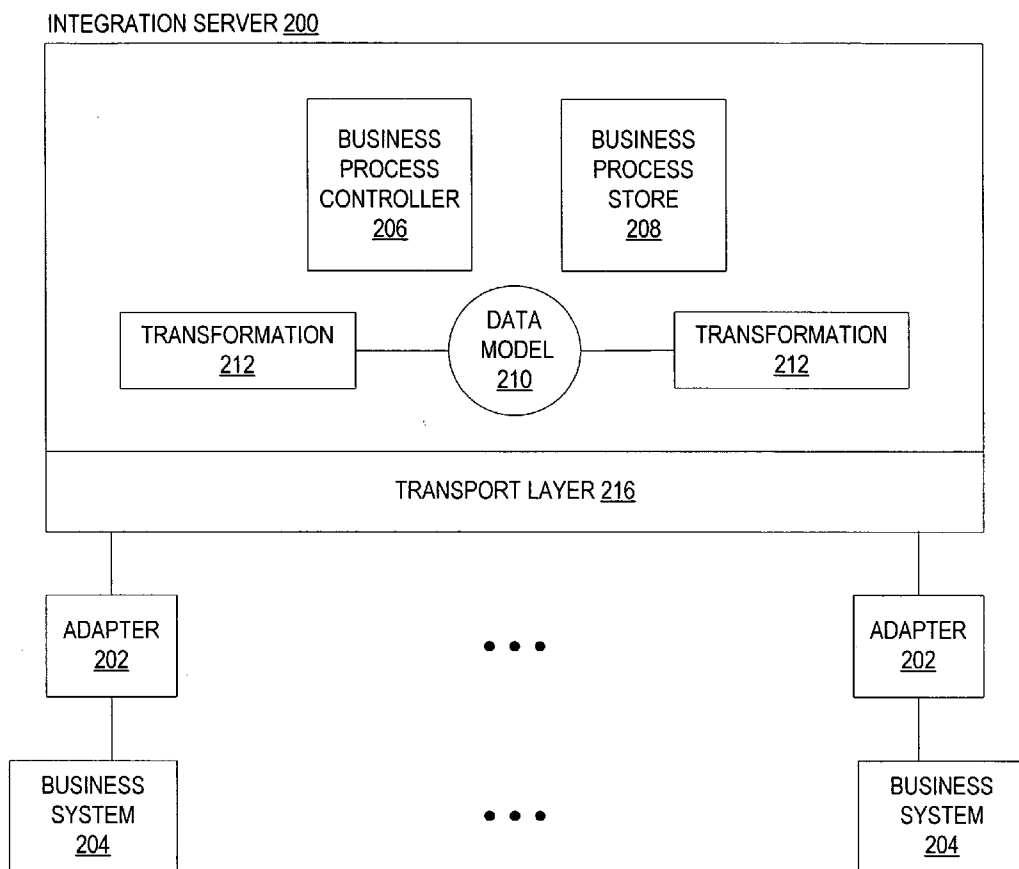 INTEGRATION SERVER 200
BUSINESS
PROCESS
CONTROLLER
206
BUSINESS
PROCESS
STORE
208
TRANSFORMATION
212
DATA
MODEL
210
TRANSFORMATION
212
TRANSPORT LAYER 216
ADAPTER
202
ADAPTER
202
BUSINESS
SYSTEM
204
BUSINESS
SYSTEM
204